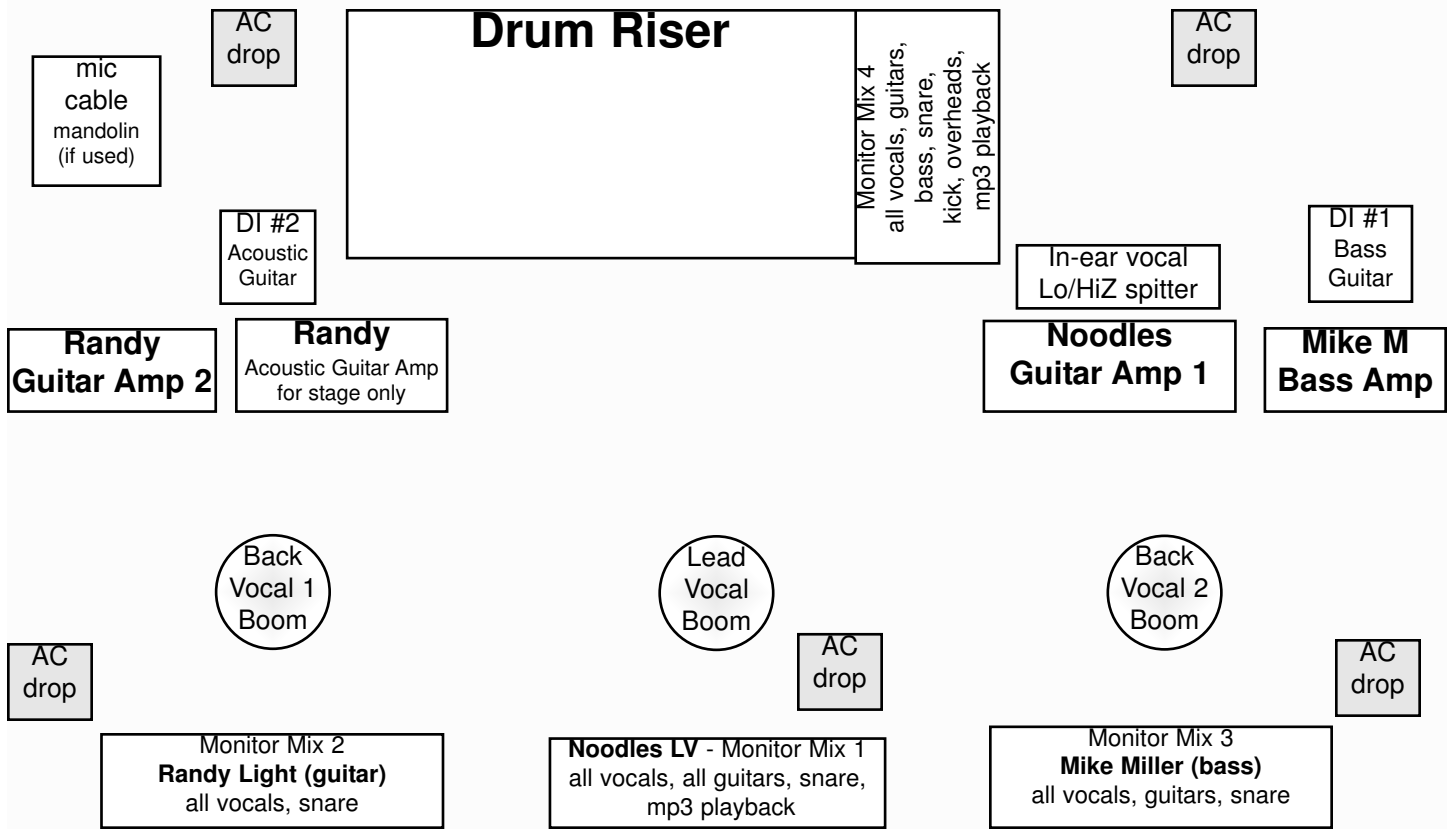 AC
drop
Drum Riser
AC
drop
mic
cable
mandolin
(if used)
Monitor Mix 4
all vocals, guitars,
bass, snare,
kick, overheads,
mp3 playback
DI #2
Acoustic
Guitar
DI #1
Bass
Guitar
In-ear vocal
Lo/HiZ spitter
Randy
Guitar Amp 2
Randy
Acoustic Guitar Amp
for stage only
Noodles
Guitar Amp 1
Mike M
Bass Amp
Back
Vocal 1
Boom
Lead
Vocal
Boom
Back
Vocal 2
Boom
AC
drop
AC
drop
AC
drop
Monitor Mix 2
Randy Light (guitar)
all vocals, snare
Noodles LV - Monitor Mix 1
all vocals, all guitars, snare,
mp3 playback
Monitor Mix 3
Mike Miller (bass)
all vocals, guitars, snare